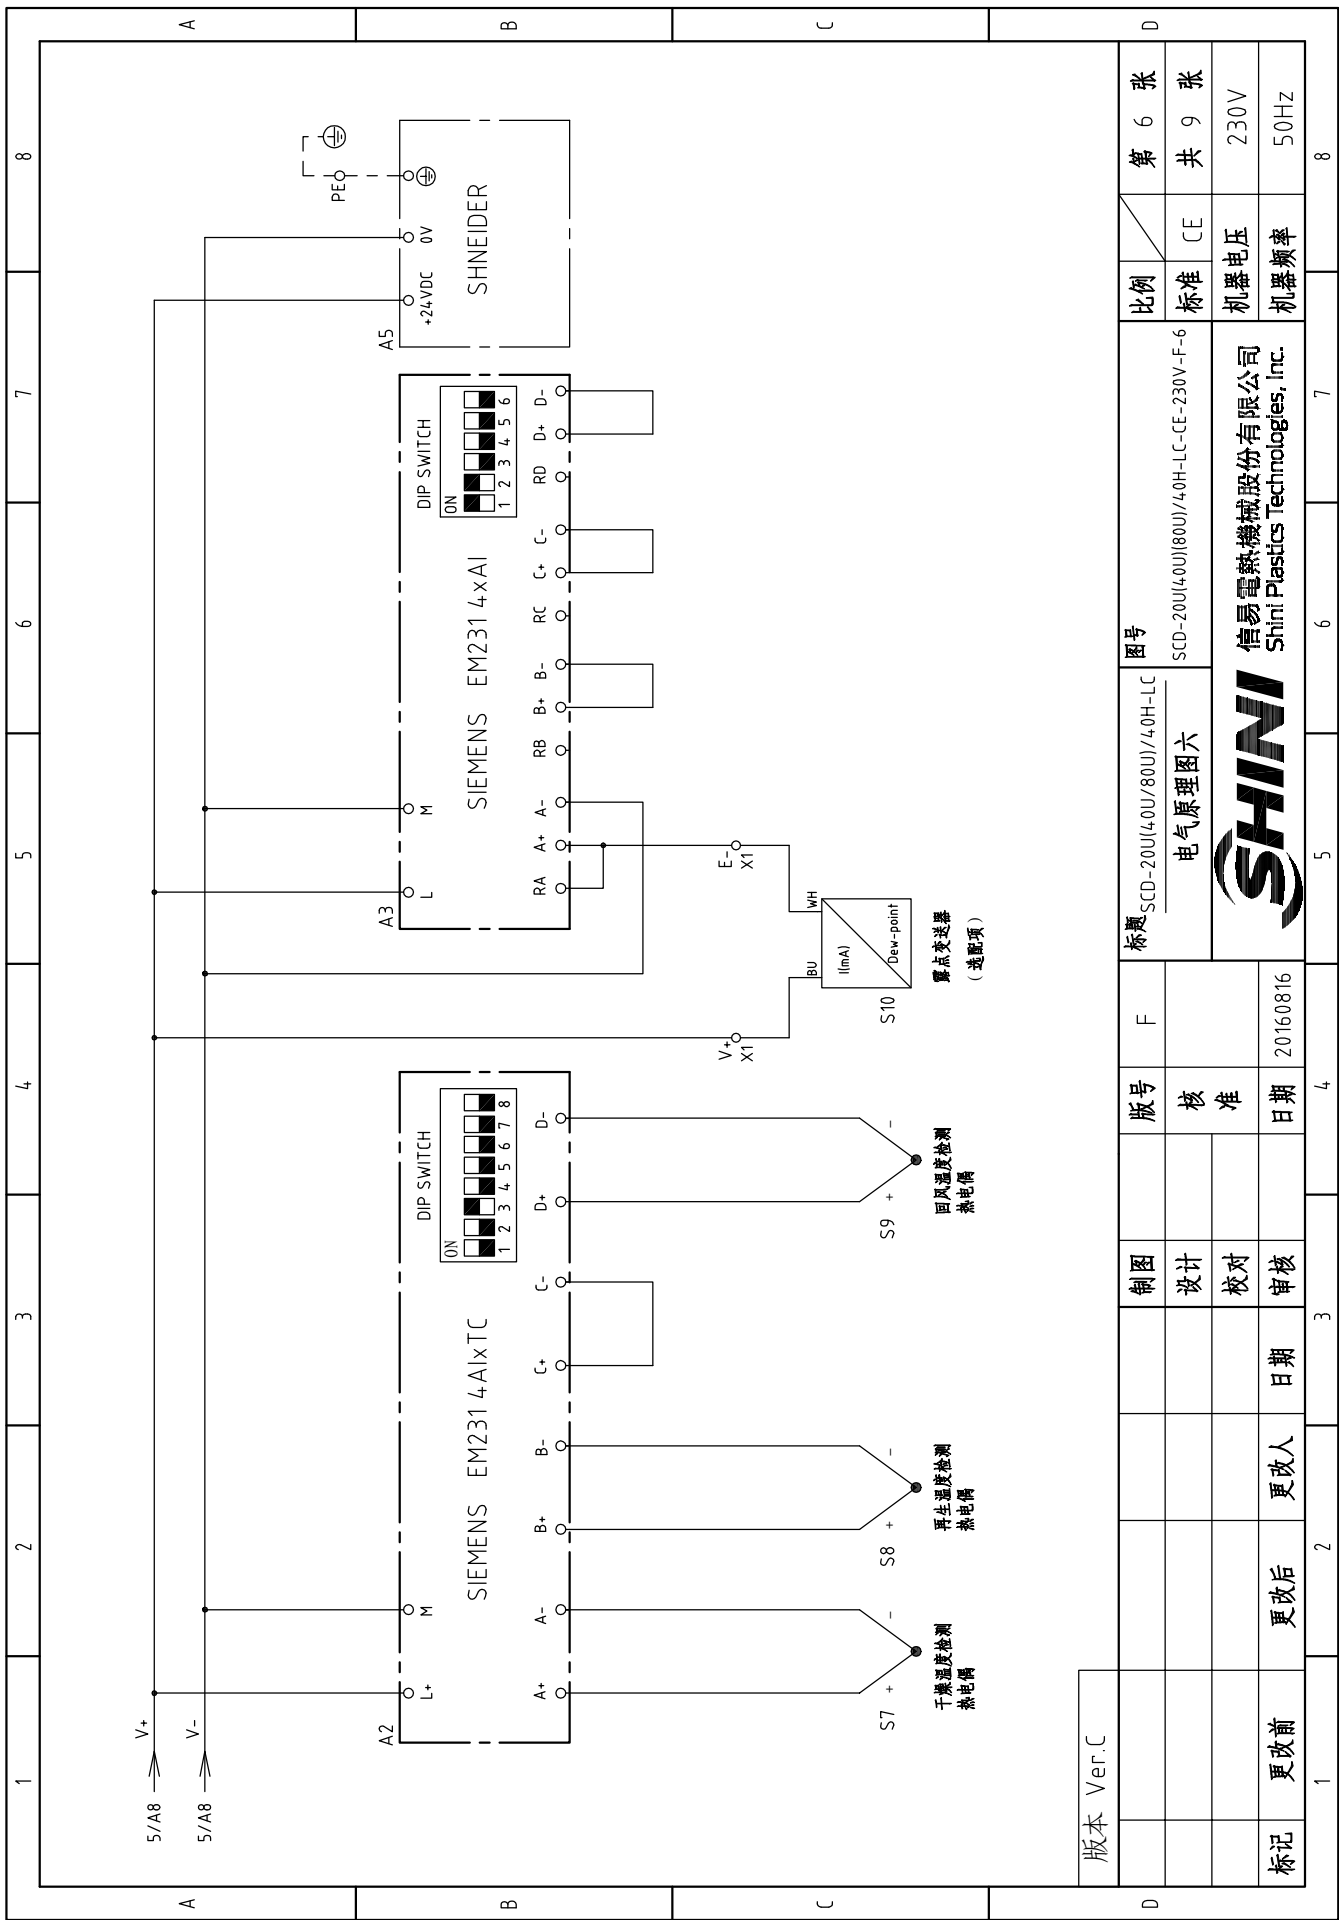 1 2 3 4 5 6 7 8
A
B
C
D
A
B
C
D
5/A8 V+
5/A8 V-
A2
L+ M
SIEMENS EM231 4AIxTC
DIP SWITCH
ON
1 2 3 4 5 6 7 8
A+ A- B+ B- C+ C- D+ D-
A3
L M
SIEMENS EM231 4xAI
DIP SWITCH
ON
1 2 3 4 5 6
RA A+ A- RB B+ B- RC C+ C- RD D+ D-
A5
+24VDC 0V
PE
SHNEIDER
S7 + -
干燥温度检测
热电偶
S8 + -
再生温度检测
热电偶
S9 + -
回风温度检测
热电偶
V+
X1
E-
X1
BU WH
I(mA)
Dew-point
S10
露点变送器
(选配项)
版本 Ver.C
标记 更改前 更改后 更改人 日期
制图
设计
校对
审核
版号 F
核
准
日期 20160816
标题
SCD-20U(40U/80U)/40H-LC
电气原理图六
图号
SCD-20U(40U)(80U)/40H-LC-CE-230V-F-6
SHINI
信易電熱機械股份有限公司
Shini Plastics Technologies, Inc.
比例 第 6 张
标准 CE 共 9 张
机器电压 230V
机器频率 50Hz
1 2 3 4 5 6 7 8